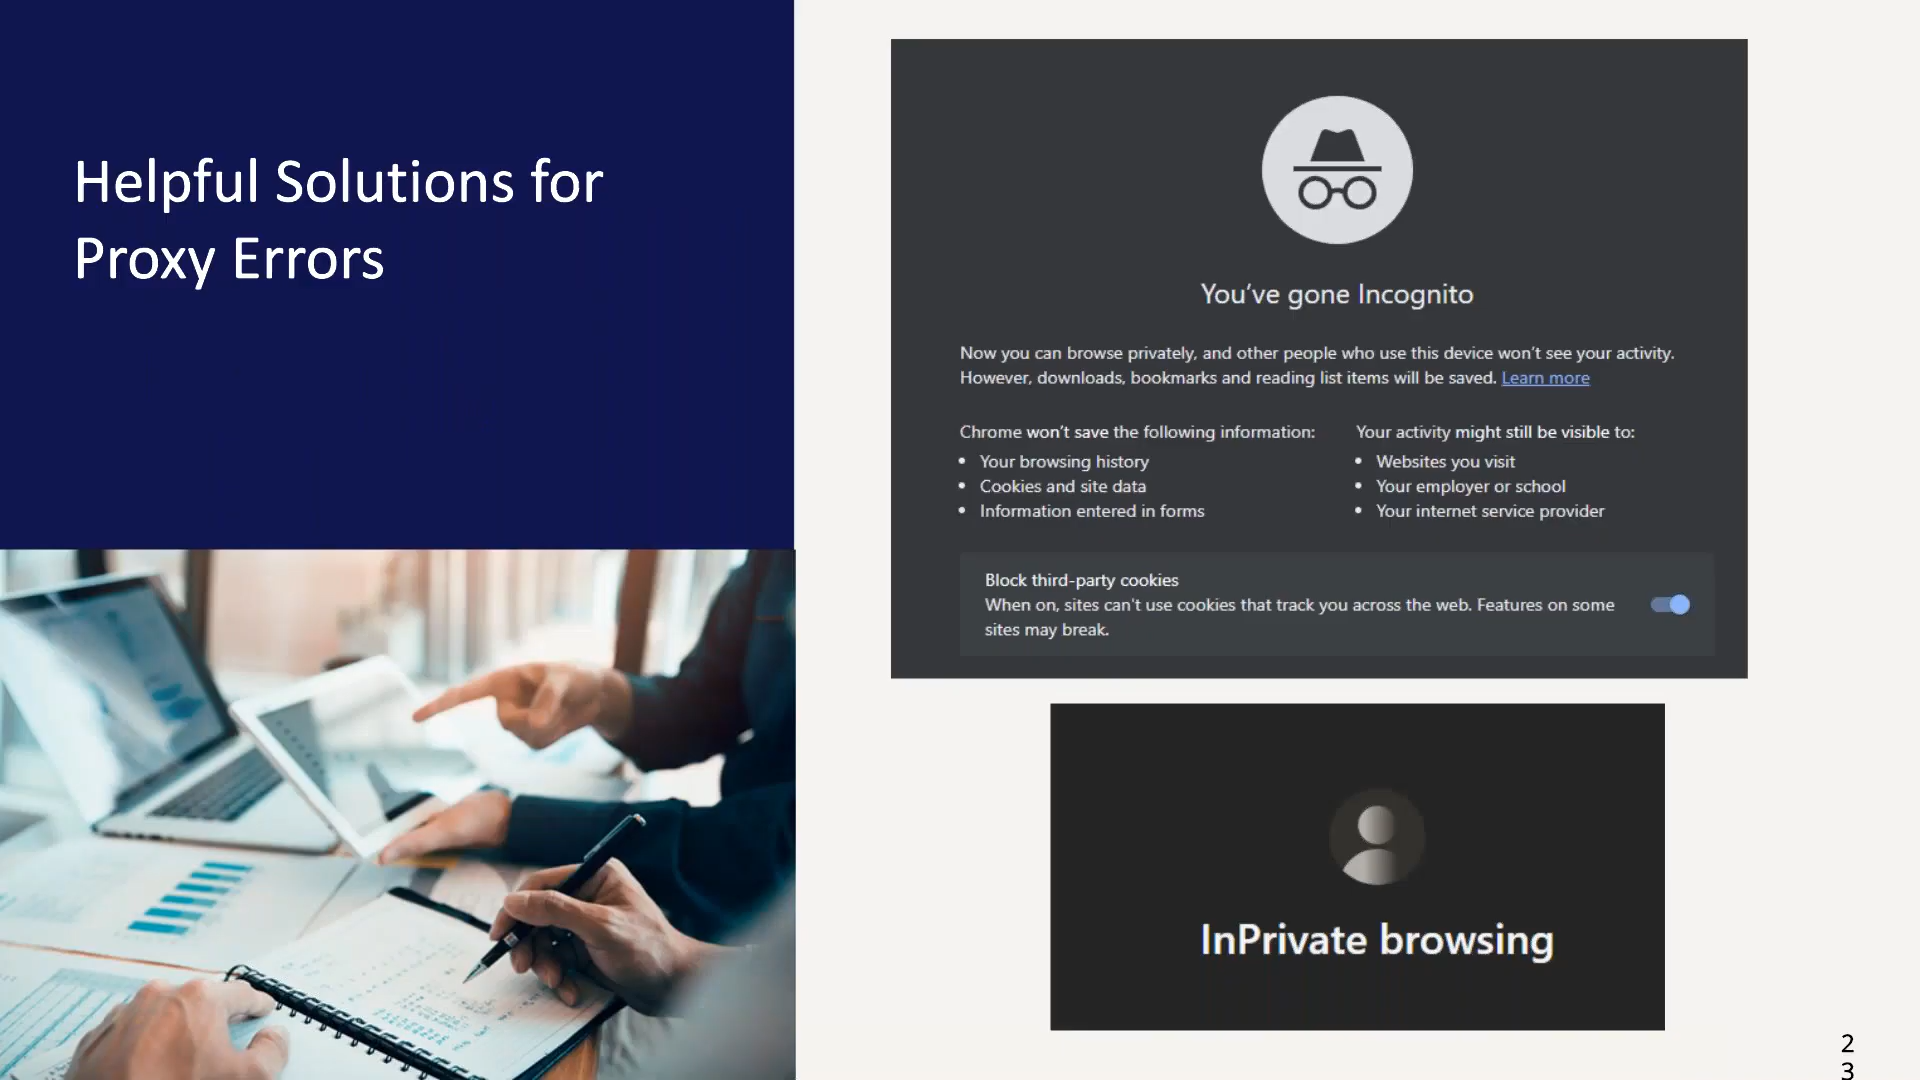 Helpful Solutions for
Proxy Errors
You've gone Incognito
Now you can browse privately, and other people who use this device won't see your activity.
However, downloads, bookmarks and reading list items will be saved. Learn more
Chrome won't save the following information:
• Your browsing history
• Cookies and site data
• Information entered in forms
Your activity might still be visible to:
• Websites you visit
• Your employer or school
• Your internet service provider
Block third-party cookies
When on, sites can't use cookies that track you across the web. Features on some
sites may break.
InPrivate browsing
2
3